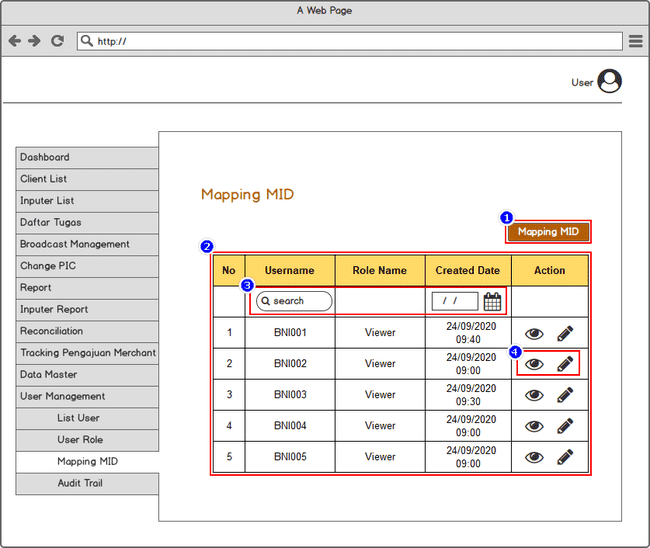 A Web Page
http://
User
Dashboard
Client List
Inputer List
Daftar Tugas
Broadcast Management
Change PIC
Report
Inputer Report
Reconciliation
Tracking Pengajuan Merchant
Data Master
User Management
List User
User Role
Mapping MID
Audit Trail
Mapping MID
1
Mapping MID
2
No Username Role Name Created Date Action
3
search / /
1 BNI001 Viewer 24/09/2020 09:40
4
2 BNI002 Viewer 24/09/2020 09:00
3 BNI003 Viewer 24/09/2020 09:30
4 BNI004 Viewer 24/09/2020 09:00
5 BNI005 Viewer 24/09/2020 09:00